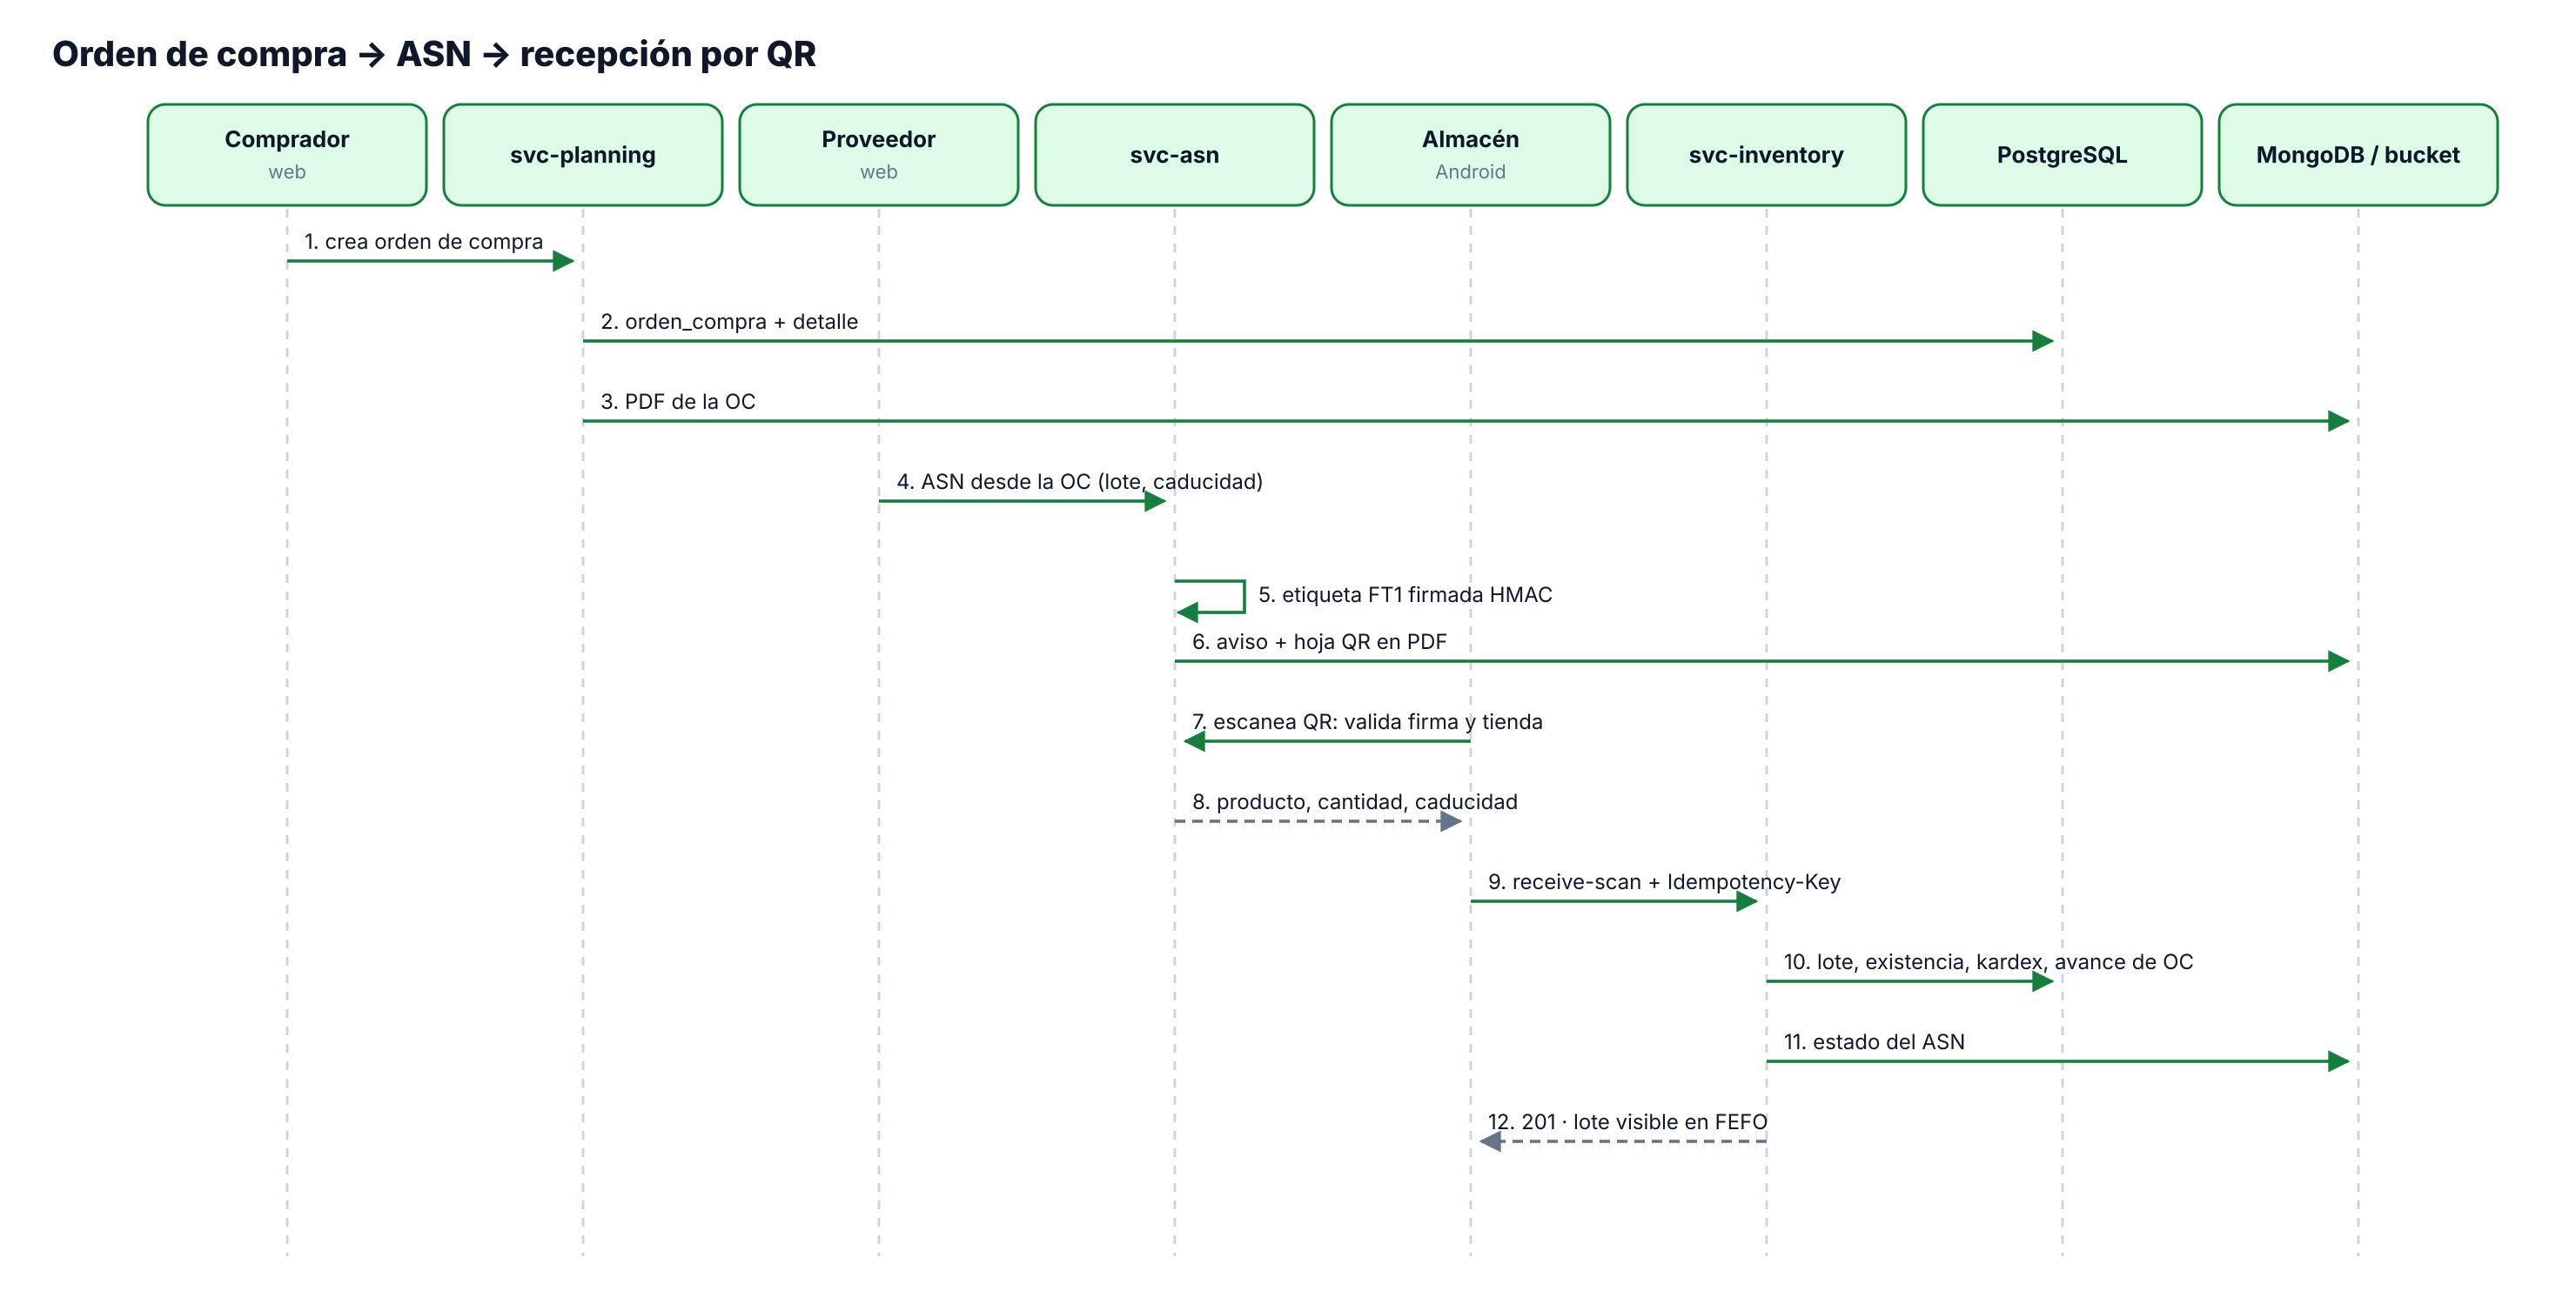 Orden de compra → ASN → recepción por QR
Comprador
web
svc-planning
Proveedor
web
svc-asn
Almacén
Android
svc-inventory
PostgreSQL
MongoDB / bucket
1. crea orden de compra
2. orden_compra + detalle
3. PDF de la OC
4. ASN desde la OC (lote, caducidad)
5. etiqueta FT1 firmada HMAC
6. aviso + hoja QR en PDF
7. escanea QR: valida firma y tienda
8. producto, cantidad, caducidad
9. receive-scan + Idempotency-Key
10. lote, existencia, kardex, avance de OC
11. estado del ASN
12. 201 · lote visible en FEFO